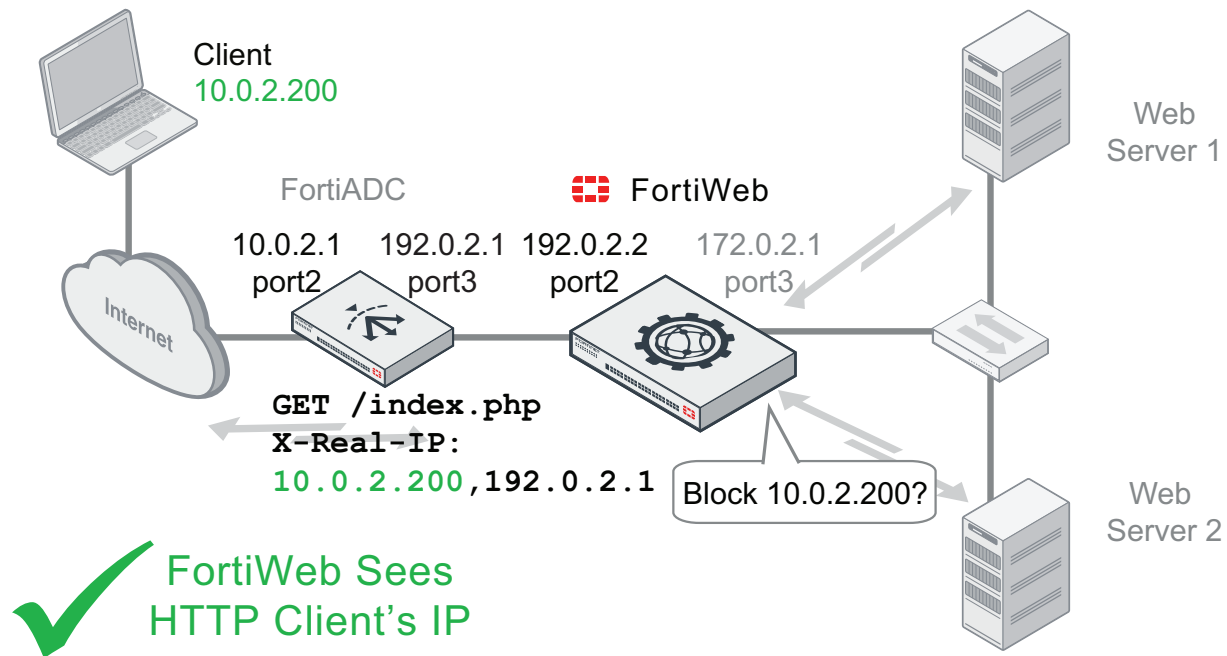 Client
10.0.2.200
Web
Server 1
FortiADC
FortiWeb
10.0.2.1
port2
192.0.2.1
port3
192.0.2.2
port2
172.0.2.1
port3
Internet
GET /index.php
X-Real-IP:
10.0.2.200,192.0.2.1
Block 10.0.2.200?
Web
Server 2
FortiWeb Sees
HTTP Client's IP